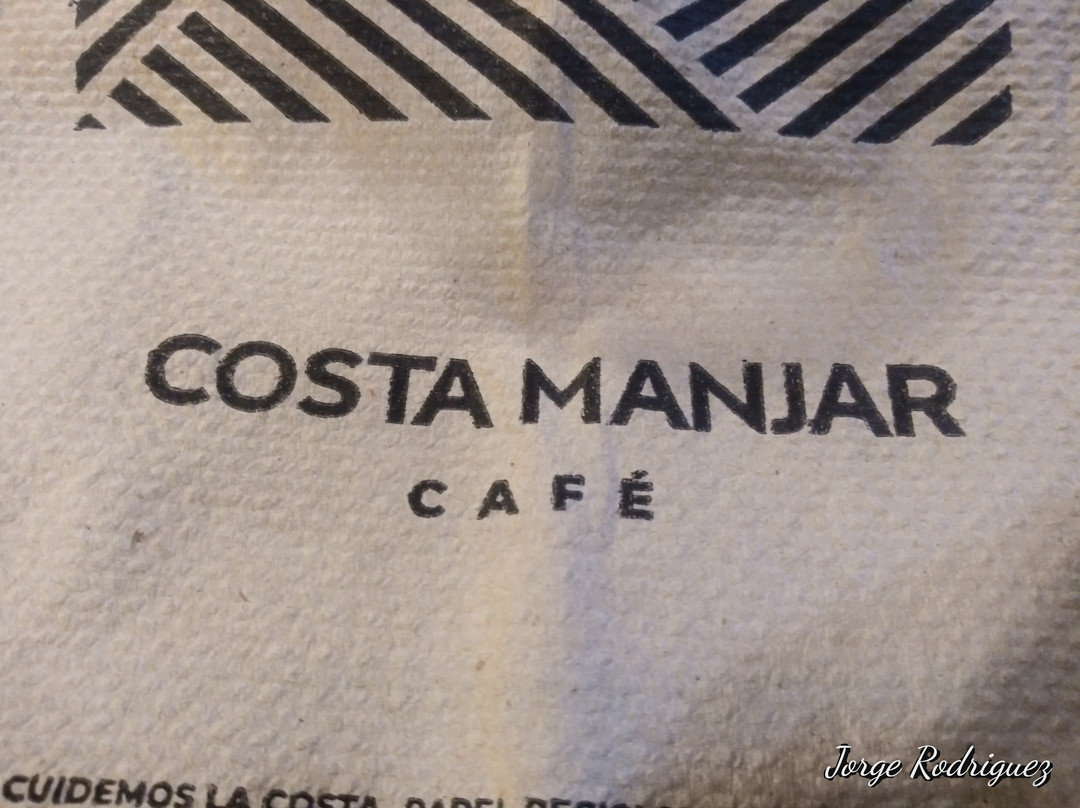 COSTA MANJAR
CAFÉ
CUIDEMOS LA COSTA. PAPEL
Jorge Rodriguez